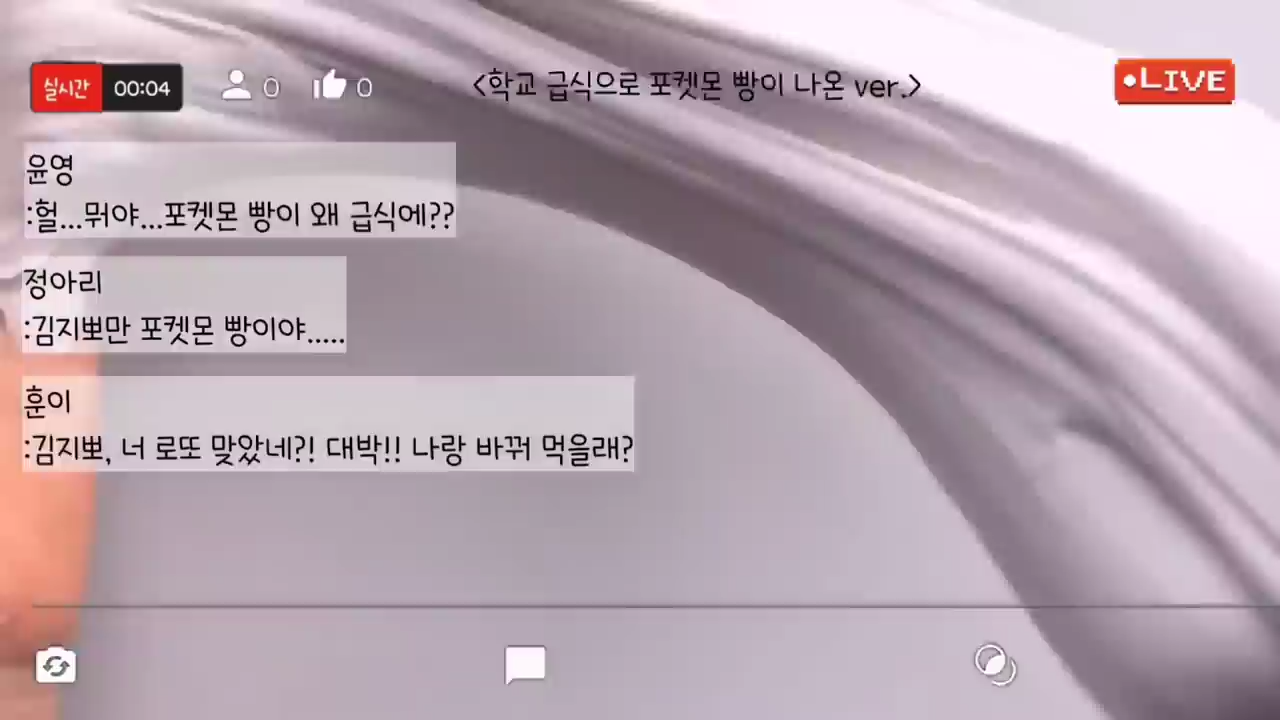 실시간 00:04 0 0 <학교 급식으로 포켓몬 빵이 나온 ver.> •LIVE
윤영
:헐...뭐야...포켓몬 빵이 왜 급식에??
정아리
:김지뽀만 포켓몬 빵이야.....
훈이
:김지뽀, 너 로또 맞았네?! 대박!! 나랑 바꿔 먹을래?